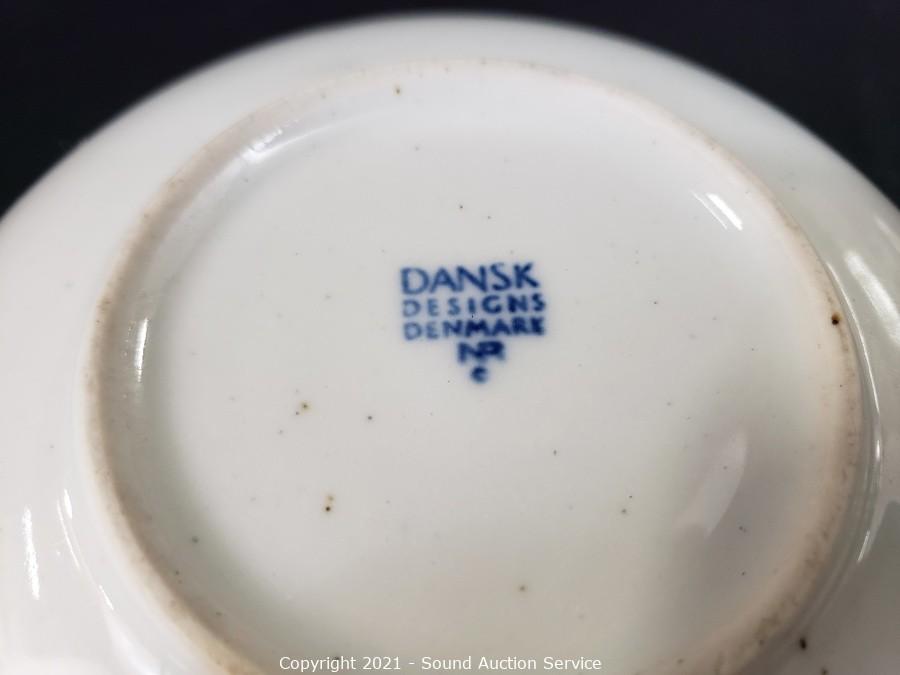 DANSK
DESIGNS
DENMARK
NR
©
Copyright 2021 - Sound Auction Service